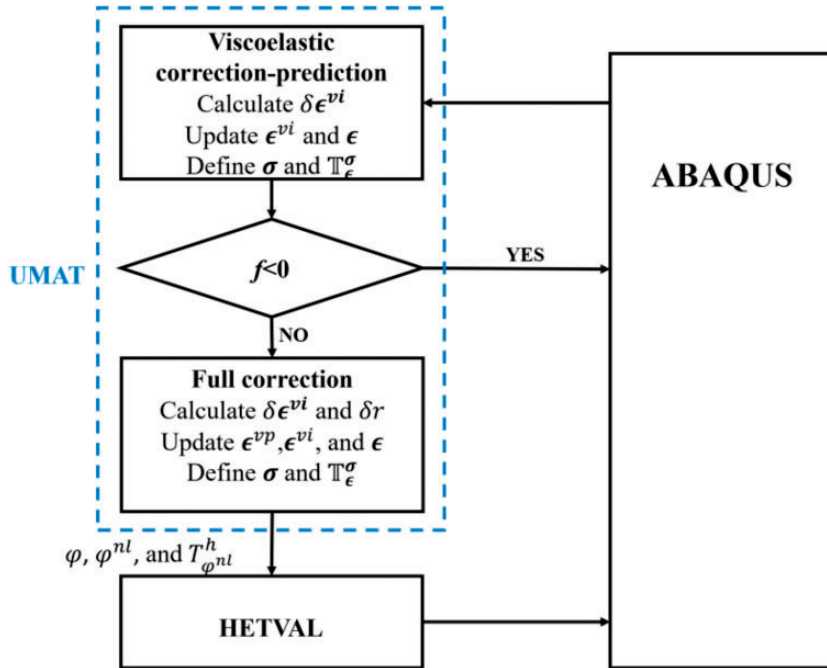 Viscoelastic
correction-prediction
Calculate δϵ^{vi}
Update ϵ^{vi} and ϵ
Define σ and 𝕋^σ_ϵ
ABAQUS
UMAT
f<0
YES
NO
Full correction
Calculate δϵ^{vi} and δr
Update ϵ^{vp},ϵ^{vi}, and ϵ
Define σ and 𝕋^σ_ϵ
φ, φ^{nl}, and T^h_{φ^{nl}}
HETVAL